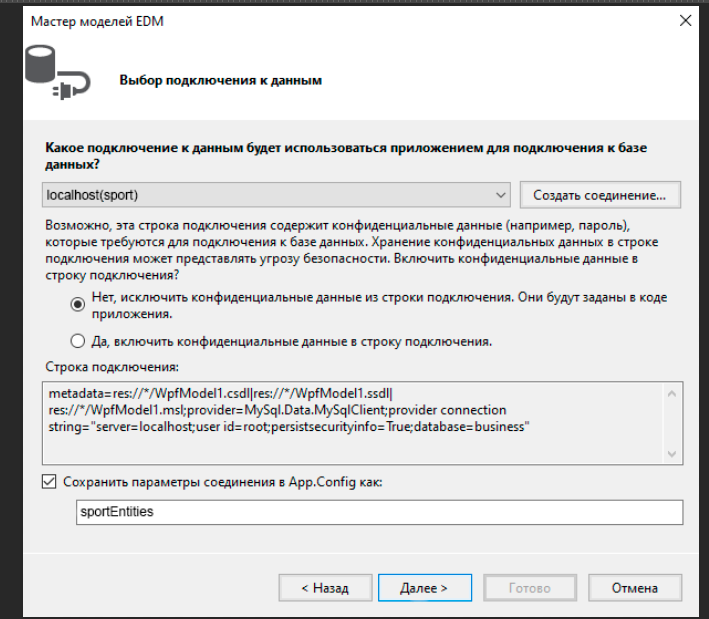 Мастер моделей EDM
Выбор подключения к данным
Какое подключение к данным будет использоваться приложением для подключения к базе
данных?
localhost(sport)
Создать соединение...
Возможно, эта строка подключения содержит конфиденциальные данные (например, пароль),
которые требуются для подключения к базе данных. Хранение конфиденциальных данных в строке
подключения может представлять угрозу безопасности. Включить конфиденциальные данные в
строку подключения?
Нет, исключить конфиденциальные данные из строки подключения. Они будут заданы в коде
приложения.
Да, включить конфиденциальные данные в строку подключения.
Строка подключения:
metadata=res://*/WpfModel1.csdl|res://*/WpfModel1.ssdl|
res://*/WpfModel1.msl;provider=MySql.Data.MySqlClient;provider connection
string="server=localhost;user id=root;persistsecurityinfo=True;database=business"
Сохранить параметры соединения в App.Config как:
sportEntities
< Назад
Далее >
Готово
Отмена